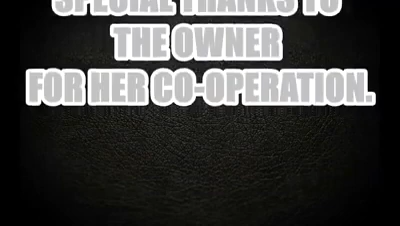 SPECIAL THANKS TO
THE OWNER
FOR HER CO-OPERATION.